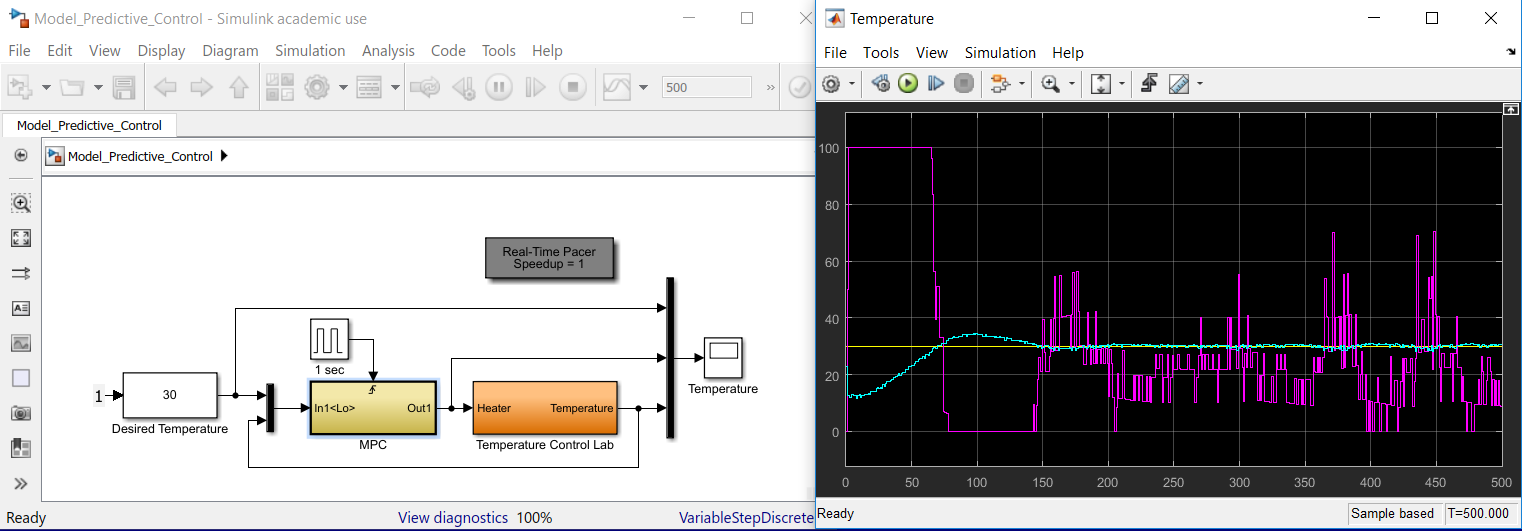 Model_Predictive_Control - Simulink academic use
File Edit View Display Diagram Simulation Analysis Code Tools Help
500
»
Model_Predictive_Control
Model_Predictive_Control
Real-Time Pacer
Speedup = 1
1 sec
1
30
Desired Temperature
In1<Lo>
Out1
MPC
Heater
Temperature
Temperature Control Lab
Temperature
»
Ready
View diagnostics 100%
VariableStepDiscrete
Temperature
File Tools View Simulation Help
100
80
60
40
20
0
0 50 100 150 200 250 300 350 400 450 500
Ready
Sample based
T=500.000